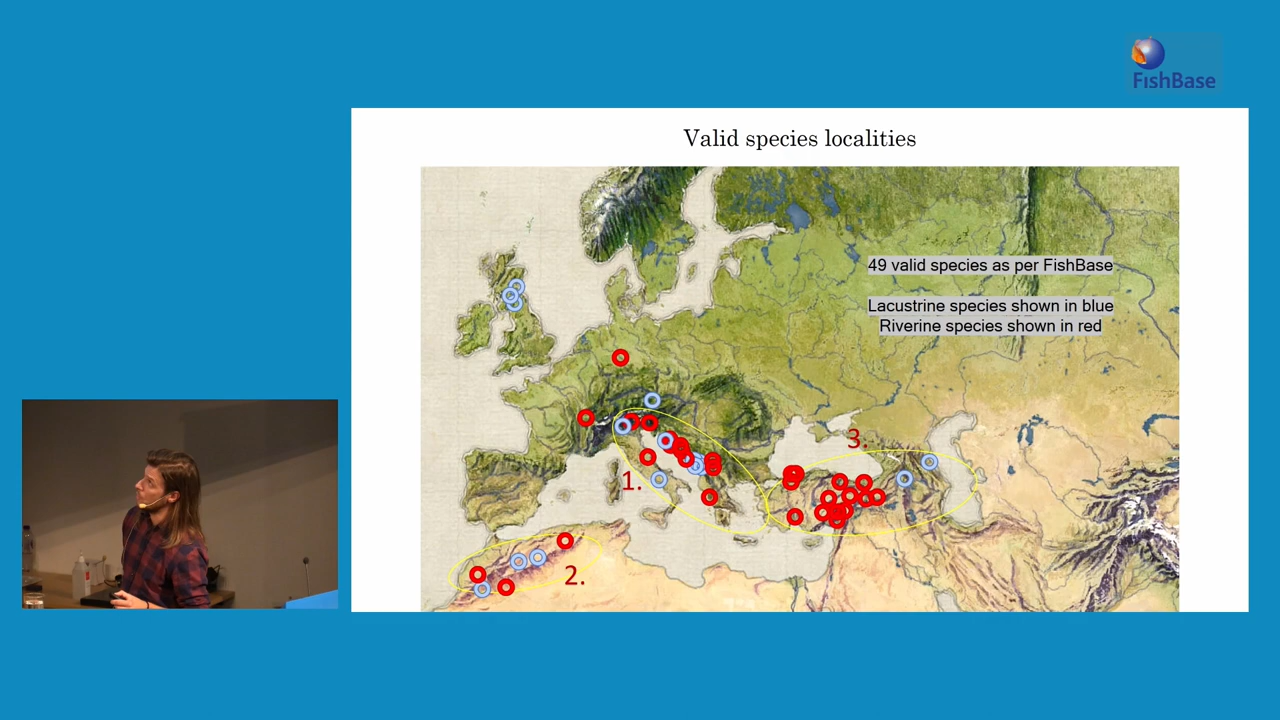 FishBase
Valid species localities
49 valid species as per FishBase
Lacustrine species shown in blue
Riverine species shown in red
3.
1.
2.